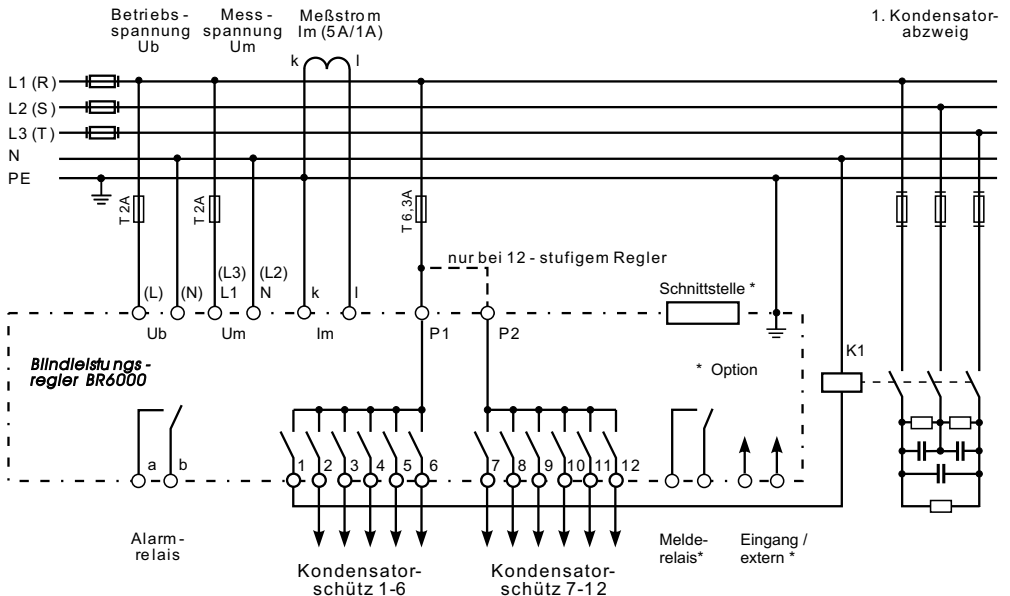 Betriebs-
spannung
Ub
Mess-
spannung
Um
Meßstrom
Im (5A/1A)
1. Kondensator-
abzweig
k
l
L1 (R)
L2 (S)
L3 (T)
N
PE
T 2A
T 2A
T 6,3A
nur bei 12 - stufigem Regler
(L)
(N)
(L3)
L1
(L2)
N
k
l
Schnittstelle *
Ub
Um
Im
P1
P2
K1
Blindleistungs-
regler BR6000
* Option
a
b
1
2
3
4
5
6
7
8
9
10
11
12
Alarm-
relais
Kondensator-
schütz 1-6
Kondensator-
schütz 7-12
Melde-
relais*
Eingang /
extern *